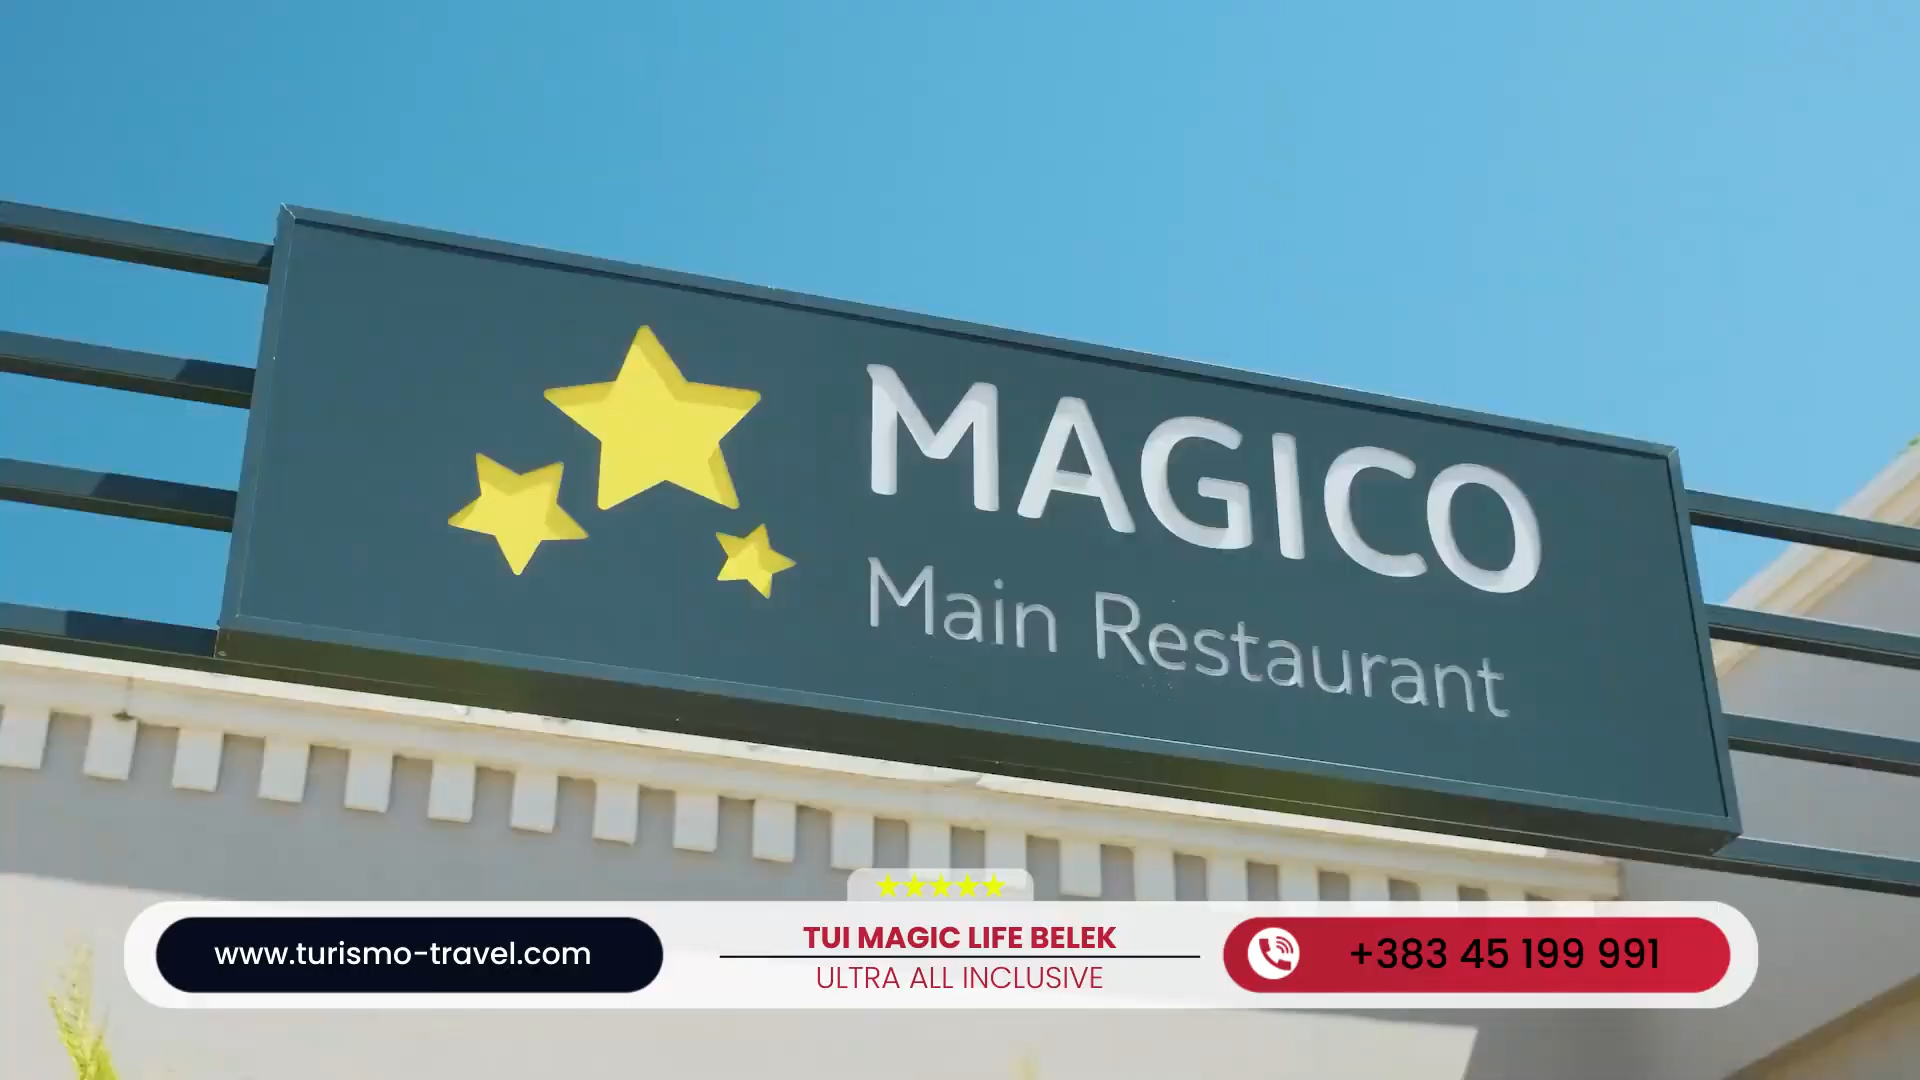 MAGICO
Main Restaurant
www.turismo-travel.com
TUI MAGIC LIFE BELEK
ULTRA ALL INCLUSIVE
+383 45 199 991